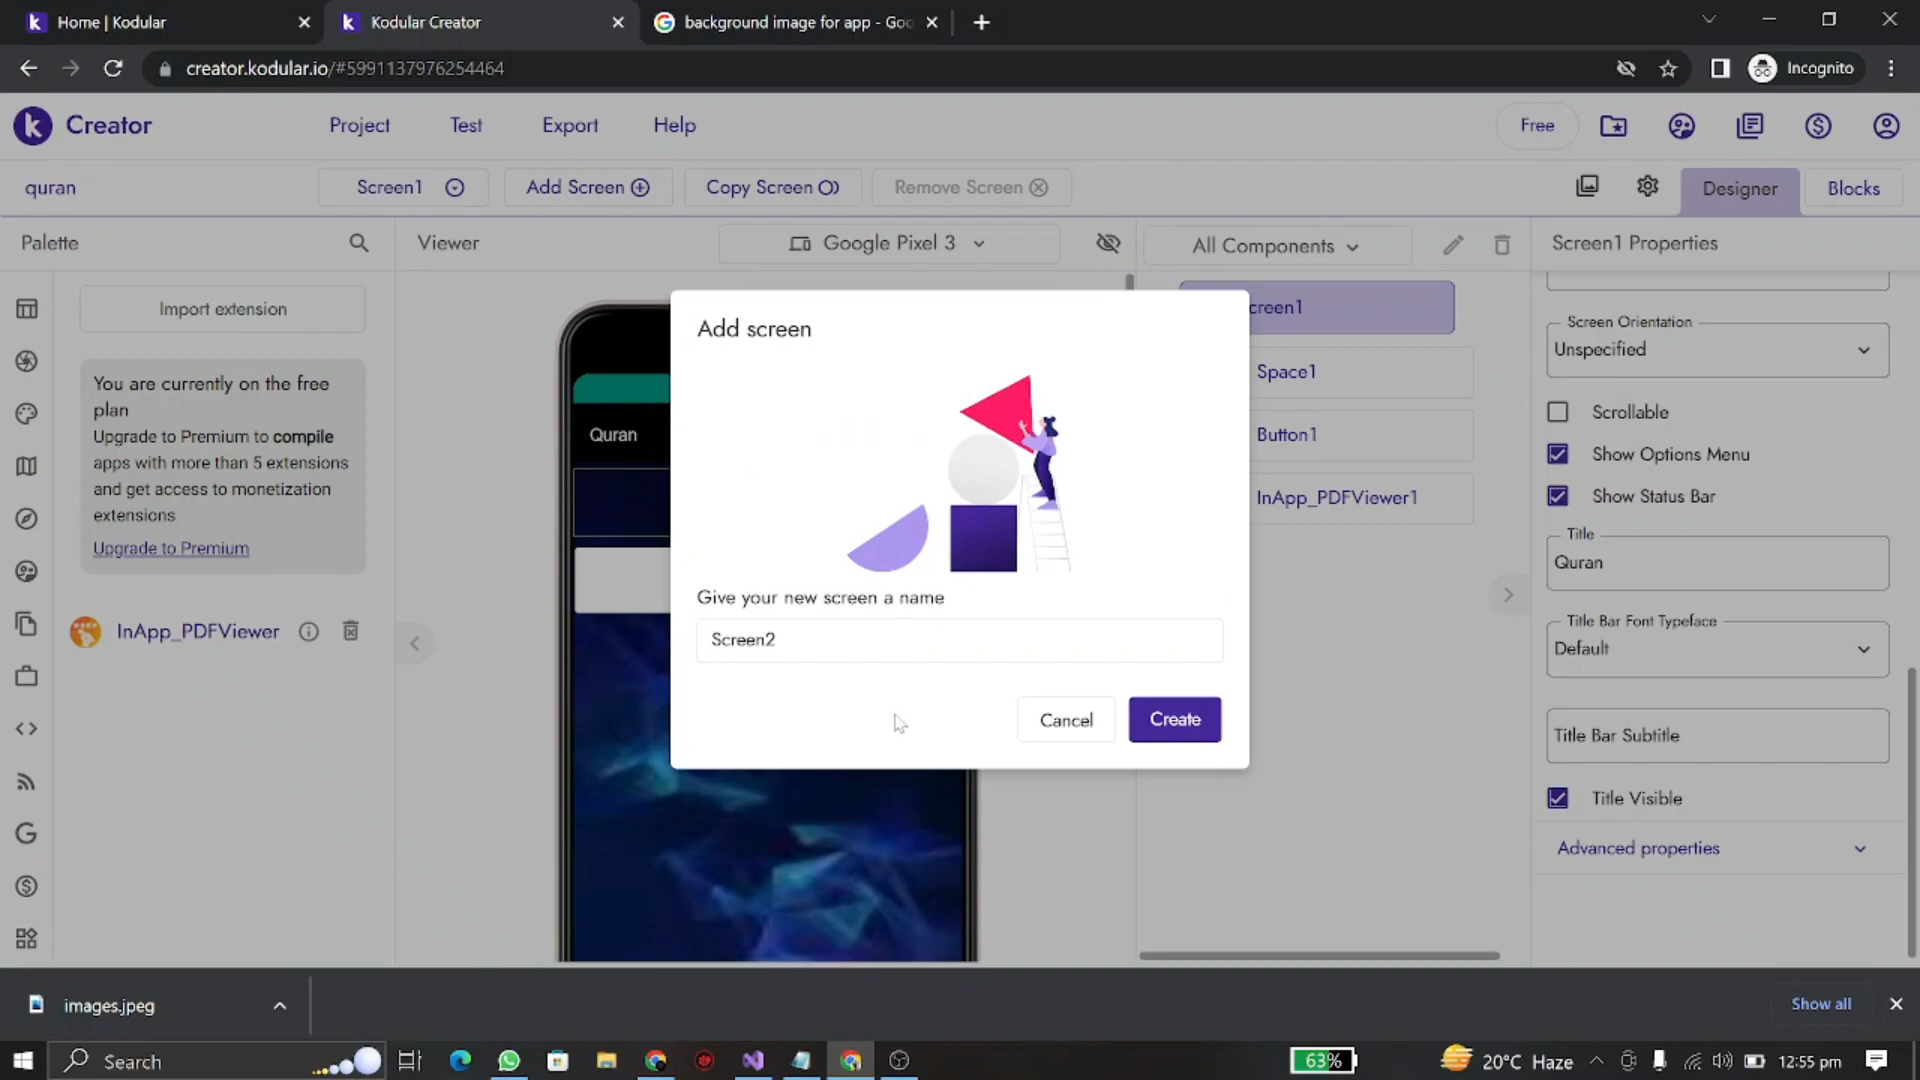 Home | Kodular
Kodular Creator
background image for app - Goo
creator.kodular.io/#5991137976254464
Incognito
Creator
Project
Test
Export
Help
Free
quran
Screen1
Add Screen
Copy Screen
Remove Screen
Designer
Blocks
Palette
Viewer
Google Pixel 3
All Components
Screen1 Properties
Import extension
You are currently on the free
plan
Upgrade to Premium to compile
apps with more than 5 extensions
and get access to monetization
extensions
Upgrade to Premium
InApp_PDFViewer
Quran
Add screen
Give your new screen a name
Screen2
Cancel
Create
creen1
Space1
Button1
InApp_PDFViewer1
Screen Orientation
Unspecified
Scrollable
Show Options Menu
Show Status Bar
Title
Quran
Title Bar Font Typeface
Default
Title Bar Subtitle
Title Visible
Advanced properties
images.jpeg
Show all
Search
63%
20°C Haze
12:55 pm